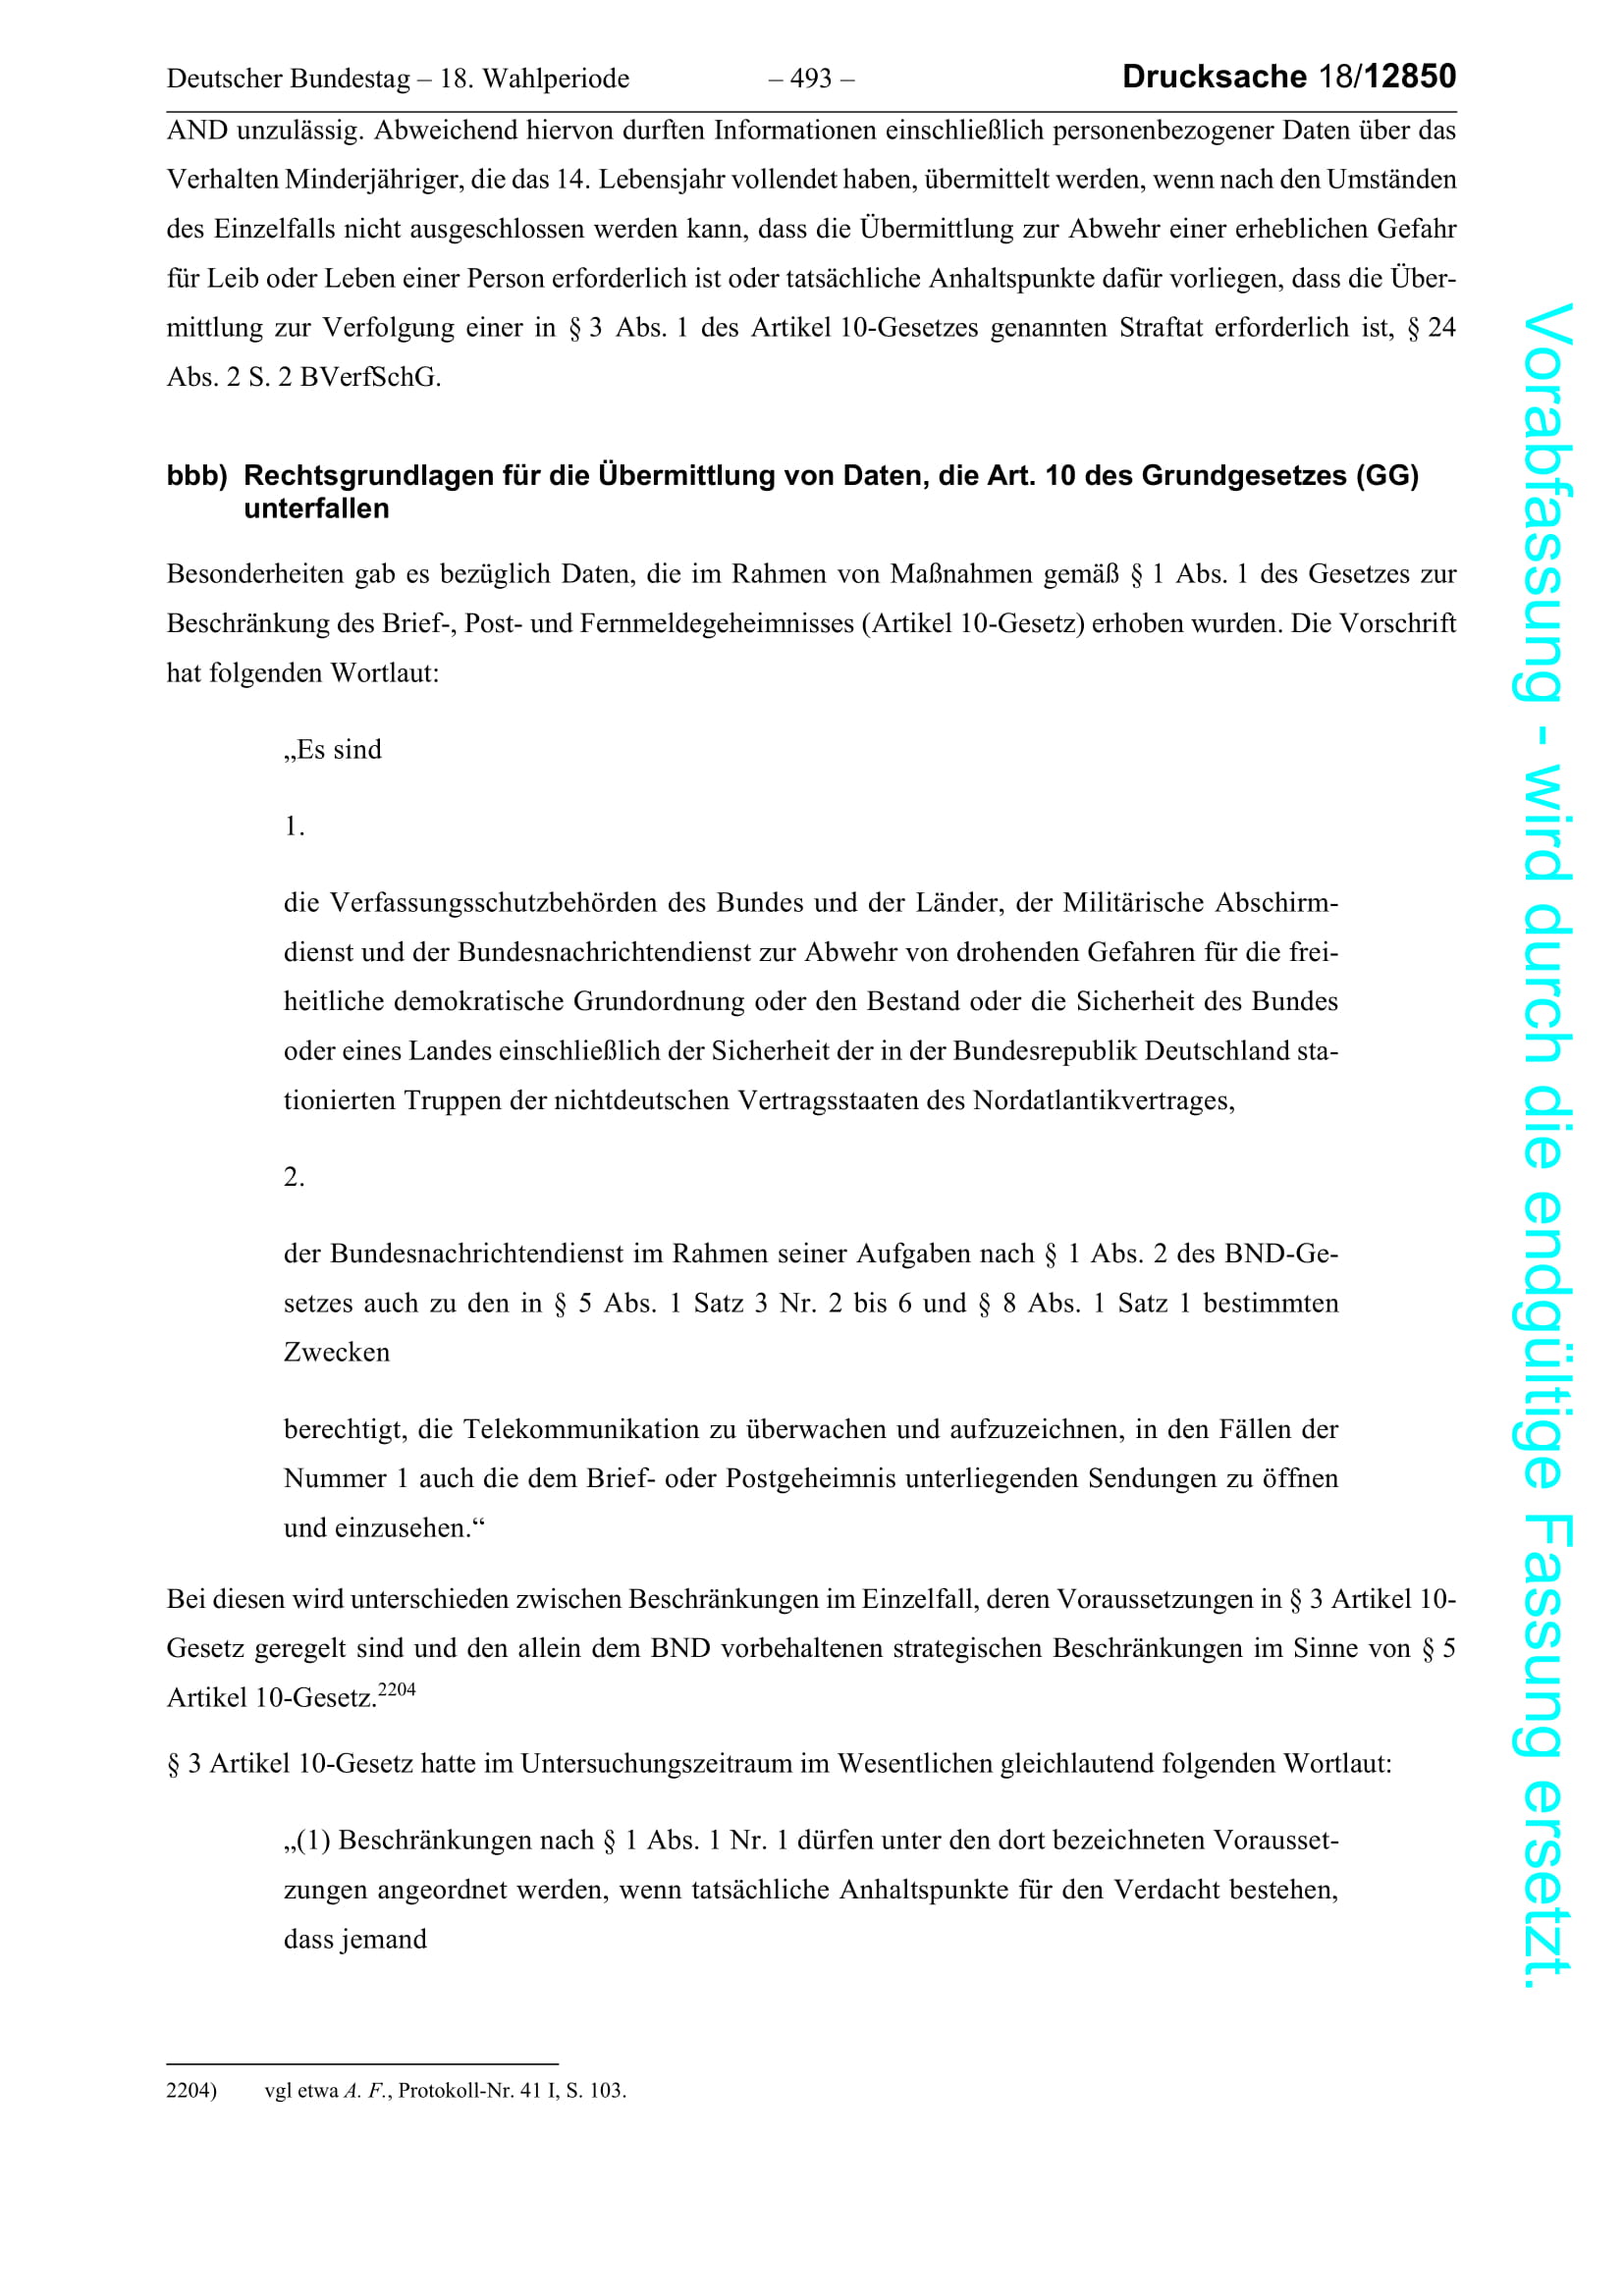 Deutscher Bundestag – 18. Wahlperiode – 493 – Drucksache 18/12850
AND unzulässig. Abweichend hiervon durften Informationen einschließlich personenbezogener Daten über das
Verhalten Minderjähriger, die das 14. Lebensjahr vollendet haben, übermittelt werden, wenn nach den Umständen
des Einzelfalls nicht ausgeschlossen werden kann, dass die Übermittlung zur Abwehr einer erheblichen Gefahr
für Leib oder Leben einer Person erforderlich ist oder tatsächliche Anhaltspunkte dafür vorliegen, dass die Über-
mittlung zur Verfolgung einer in § 3 Abs. 1 des Artikel 10-Gesetzes genannten Straftat erforderlich ist, § 24
Abs. 2 S. 2 BVerfSchG.
bbb) Rechtsgrundlagen für die Übermittlung von Daten, die Art. 10 des Grundgesetzes (GG)
unterfallen
Besonderheiten gab es bezüglich Daten, die im Rahmen von Maßnahmen gemäß § 1 Abs. 1 des Gesetzes zur
Beschränkung des Brief-, Post- und Fernmeldegeheimnisses (Artikel 10-Gesetz) erhoben wurden. Die Vorschrift
hat folgenden Wortlaut:
„Es sind
1.
die Verfassungsschutzbehörden des Bundes und der Länder, der Militärische Abschirm-
dienst und der Bundesnachrichtendienst zur Abwehr von drohenden Gefahren für die frei-
heitliche demokratische Grundordnung oder den Bestand oder die Sicherheit des Bundes
oder eines Landes einschließlich der Sicherheit der in der Bundesrepublik Deutschland sta-
tionierten Truppen der nichtdeutschen Vertragsstaaten des Nordatlantikvertrages,
2.
der Bundesnachrichtendienst im Rahmen seiner Aufgaben nach § 1 Abs. 2 des BND-Ge-
setzes auch zu den in § 5 Abs. 1 Satz 3 Nr. 2 bis 6 und § 8 Abs. 1 Satz 1 bestimmten
Zwecken
berechtigt, die Telekommunikation zu überwachen und aufzuzeichnen, in den Fällen der
Nummer 1 auch die dem Brief- oder Postgeheimnis unterliegenden Sendungen zu öffnen
und einzusehen.“
Bei diesen wird unterschieden zwischen Beschränkungen im Einzelfall, deren Voraussetzungen in § 3 Artikel 10-
Gesetz geregelt sind und den allein dem BND vorbehaltenen strategischen Beschränkungen im Sinne von § 5
Artikel 10-Gesetz.2204
§ 3 Artikel 10-Gesetz hatte im Untersuchungszeitraum im Wesentlichen gleichlautend folgenden Wortlaut:
„(1) Beschränkungen nach § 1 Abs. 1 Nr. 1 dürfen unter den dort bezeichneten Vorausset-
zungen angeordnet werden, wenn tatsächliche Anhaltspunkte für den Verdacht bestehen,
dass jemand
2204) vgl etwa A. F., Protokoll-Nr. 41 I, S. 103.
Vorabfassung - wird durch die endgültige Fassung ersetzt.